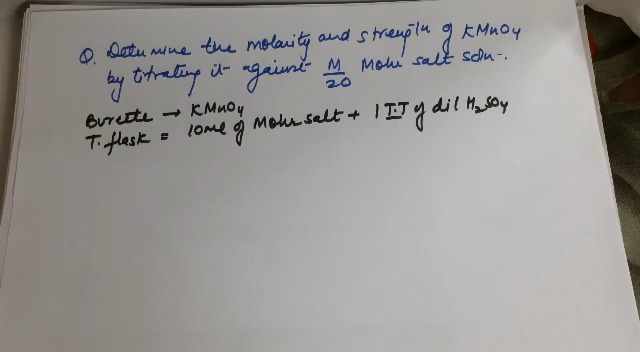 Q. Determine the molarity and strength of KMnO4
by titrating it against M/20 Mohr salt soln.
Burette → KMnO4
T. flask = 10ml of Mohr salt + 1 T.T of dil H2SO4